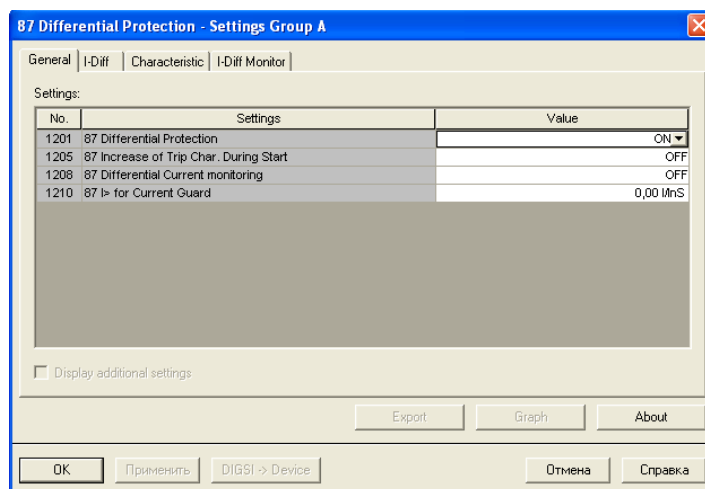 87 Differential Protection - Settings Group A
General I-Diff Characteristic I-Diff Monitor
Settings:
No. Settings Value
1201 87 Differential Protection ON
1205 87 Increase of Trip Char. During Start OFF
1208 87 Differential Current monitoring OFF
1210 87 I> for Current Guard 0,00 I/InS
Display additional settings
Export Graph About
OK Применить DIGSI -> Device Отмена Справка